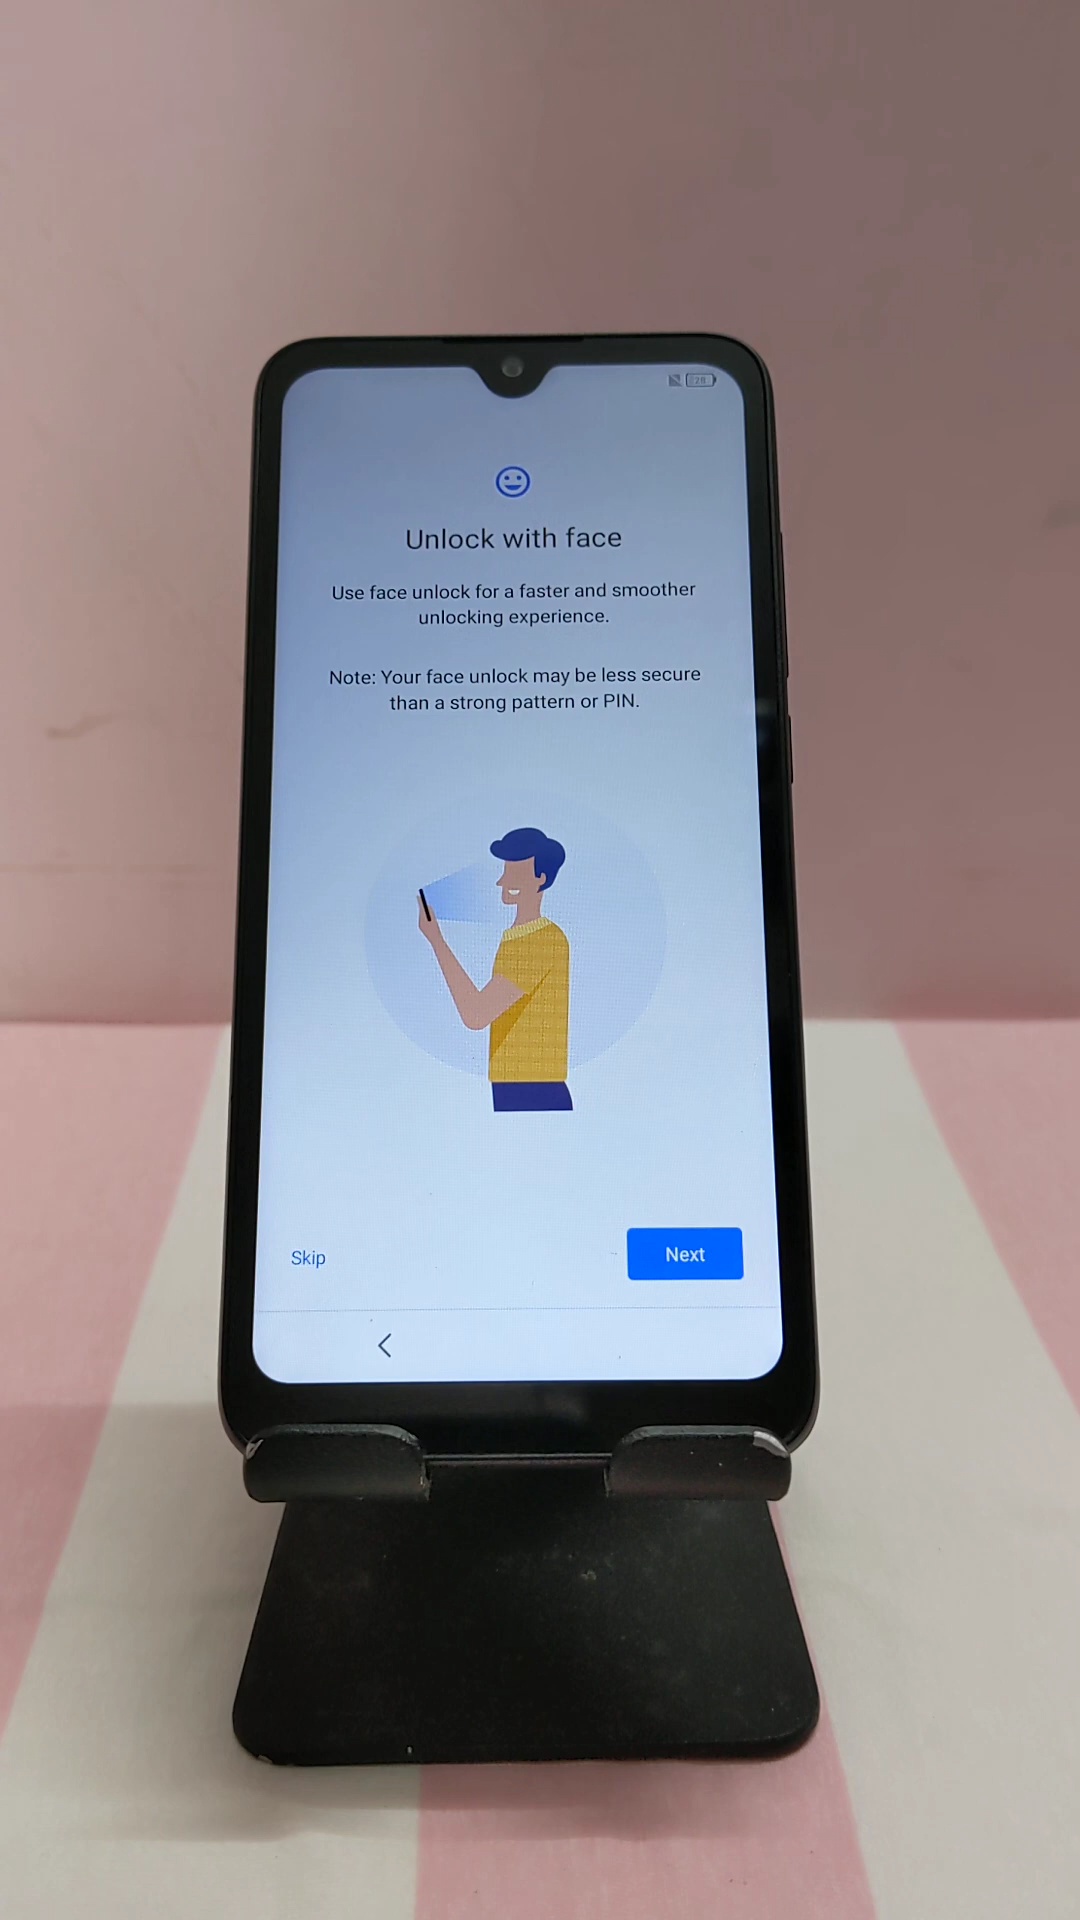 28
Unlock with face
Use face unlock for a faster and smoother
unlocking experience.
Note: Your face unlock may be less secure
than a strong pattern or PIN.
Skip
Next